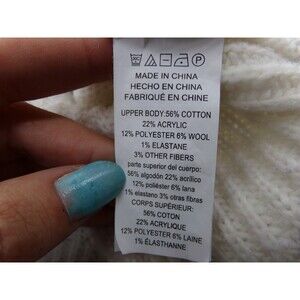 MADE IN CHINA
HECHO EN CHINA
FABRIQUÉ EN CHINE
UPPER BODY:56% COTTON
22% ACRYLIC
12% POLYESTER 6% WOOL
1% ELASTANE
3% OTHER FIBERS
parte superior del cuerpo:
56% algodón 22% acrílico
12% poliéster 6% lana
1% elastano 3% otras fibras
CORPS SUPÉRIEUR:
56% COTON
22% ACRYLIQUE
12% POLYESTER 6% LAINE
1% ÉLASTHANNE